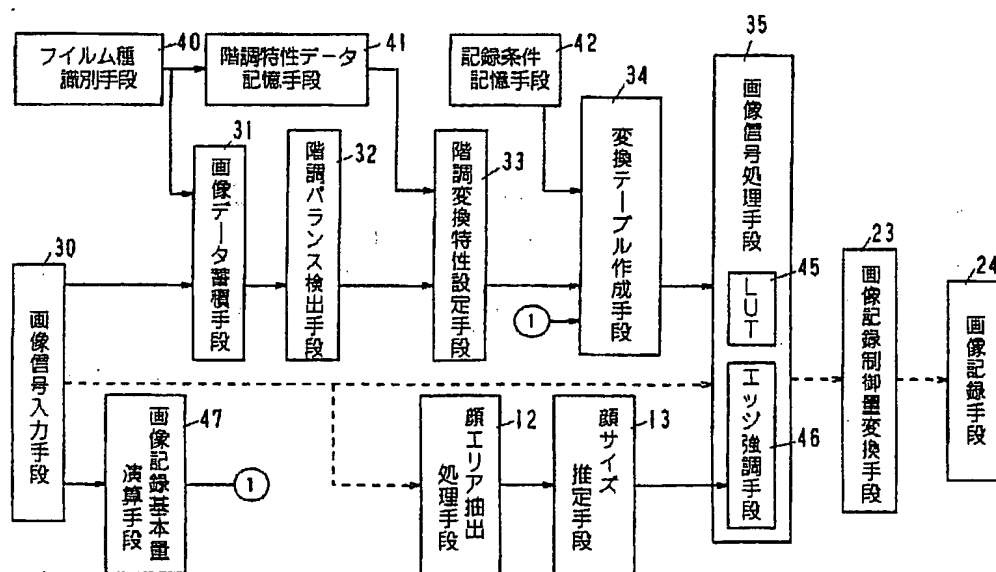 フイルム種
識別手段
40
階調特性データ
記憶手段
41
記録条件
記憶手段
42
35
画像信号処理手段
34
変換テーブル作成手段
31
画像データ蓄積手段
32
階調バランス検出手段
33
階調変換特性設定手段
30
画像信号入力手段
45
LUT
23
画像記録制御量変換手段
24
画像記録手段
1
47
画像記録基本量
演算手段
1
12
顔エリア抽出
処理手段
13
顔サイズ
推定手段
エッジ強調手段
46